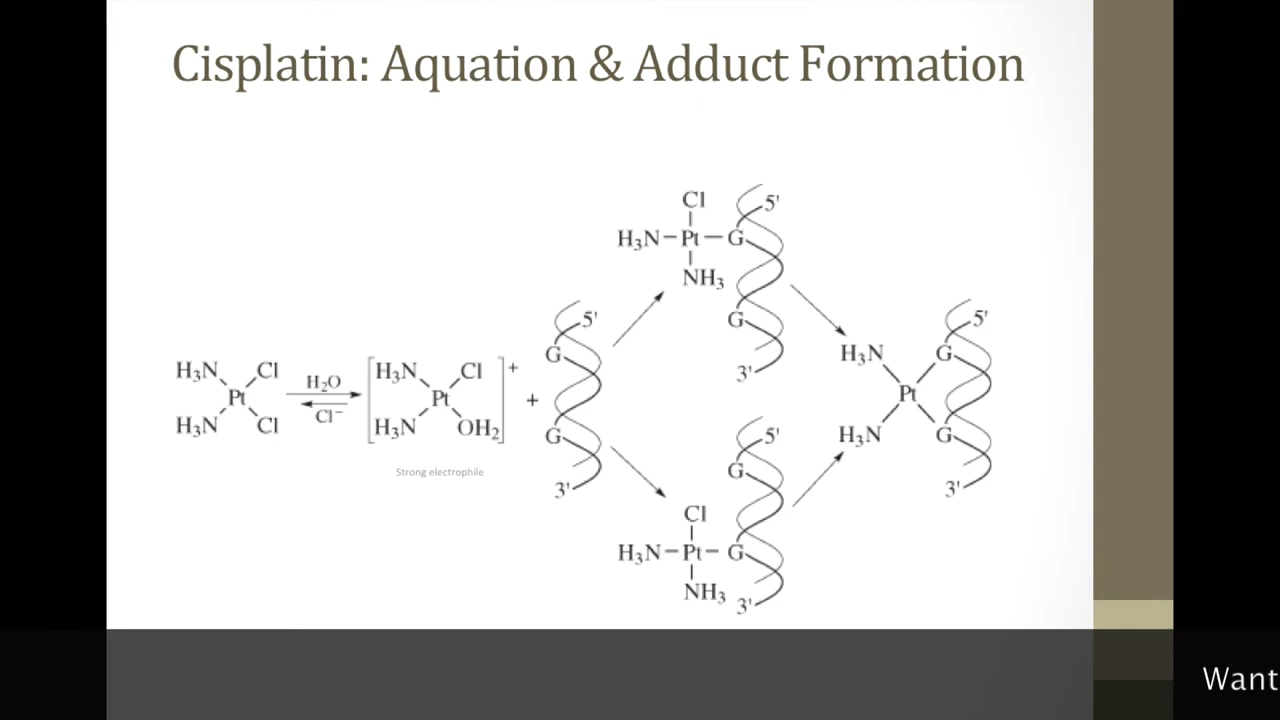 Cisplatin: Aquation & Adduct Formation
H₃N Cl
Pt
H₃N Cl
H₂O
Cl⁻
H₃N Cl +
Pt
H₃N OH₂
Strong electrophile
+
5'
G
G
3'
Cl
H₃N-Pt-G
NH₃
5'
G
3'
5'
G
Cl
H₃N-Pt-G
NH₃
3'
5'
H₃N G
Pt
H₃N G
3'
Want